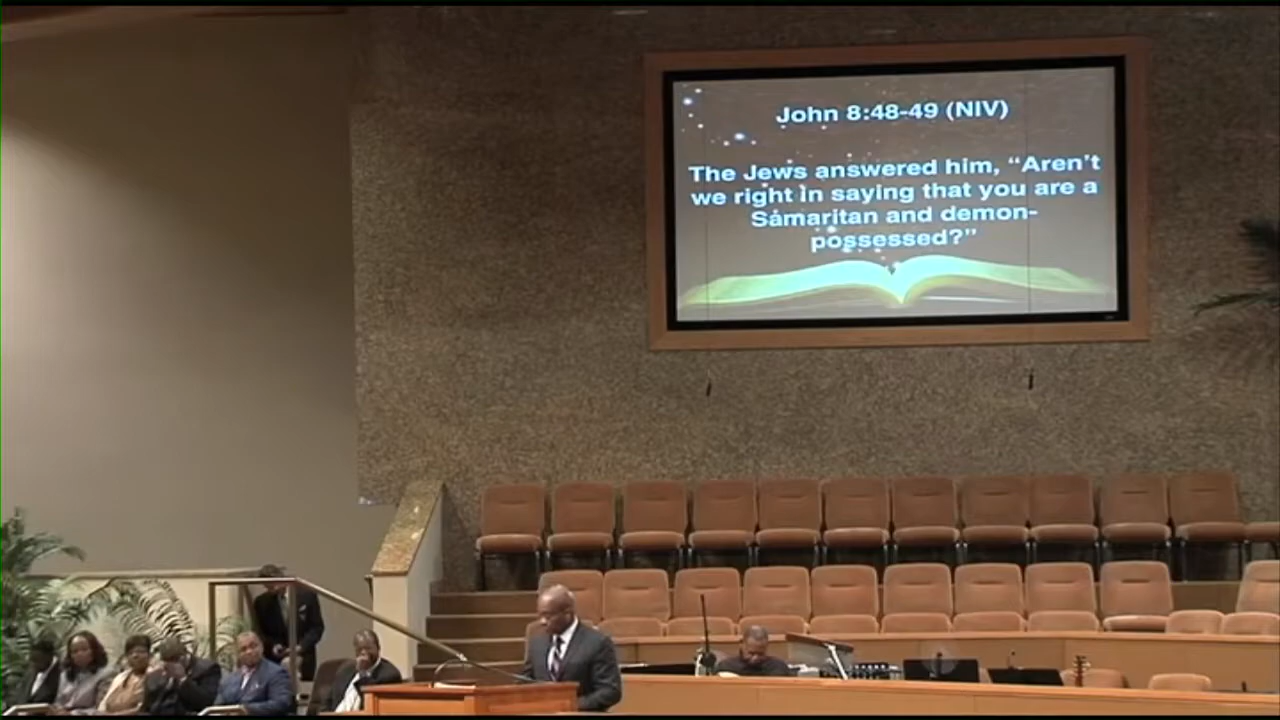 John 8:48-49 (NIV)
The Jews answered him, “Aren’t
we right in saying that you are a
Samaritan and demon-
possessed?”